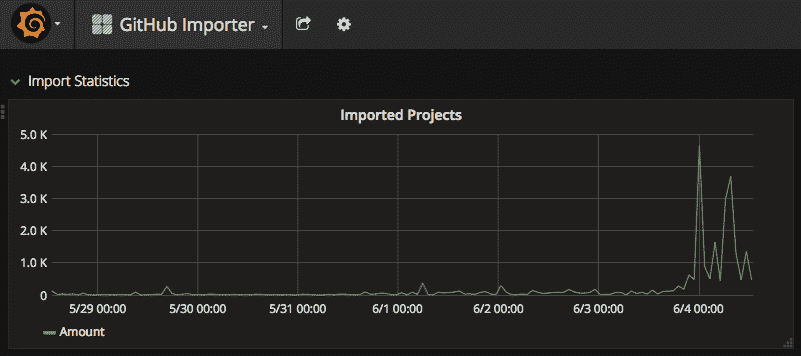 GitHub Importer
Import Statistics
Imported Projects
5.0 K
4.0 K
3.0 K
2.0 K
1.0 K
0
5/29 00:00 5/30 00:00 5/31 00:00 6/1 00:00 6/2 00:00 6/3 00:00 6/4 00:00
Amount